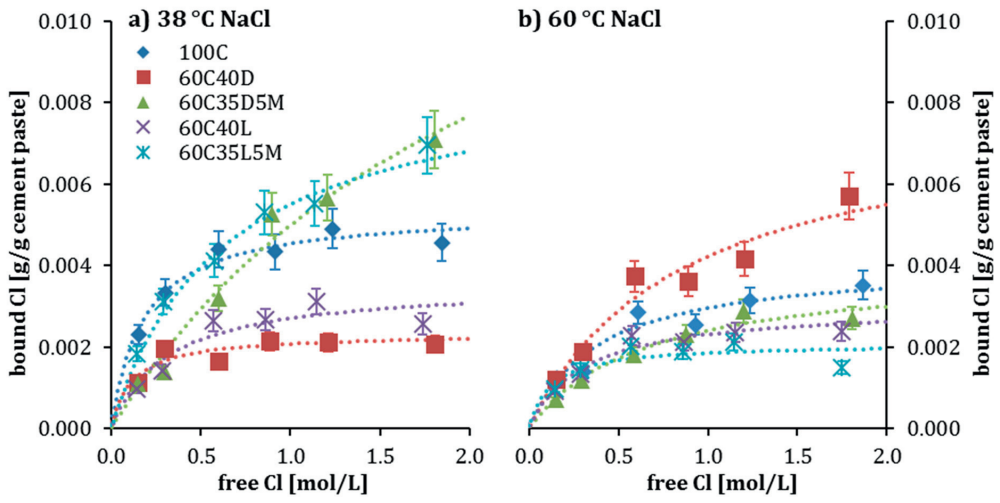 a) 38 °C NaCl
100C
60C40D
60C35D5M
60C40L
60C35L5M
bound Cl [g/g cement paste]
0.010
0.008
0.006
0.004
0.002
0.000
0.0 0.5 1.0 1.5 2.0
free Cl [mol/L]
b) 60 °C NaCl
0.0 0.5 1.0 1.5 2.0
free Cl [mol/L]
0.010
0.008
0.006
0.004
0.002
0.000
bound Cl [g/g cement paste]